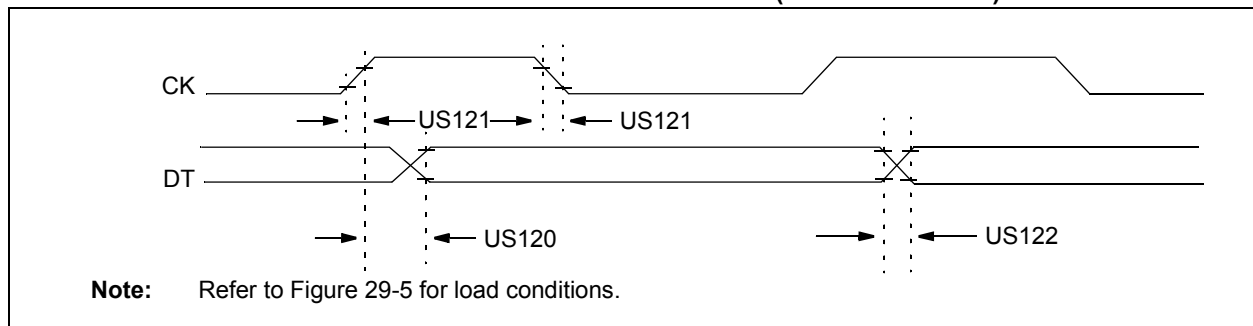 CK
US121
US121
DT
US120
US122
Note: Refer to Figure 29-5 for load conditions.